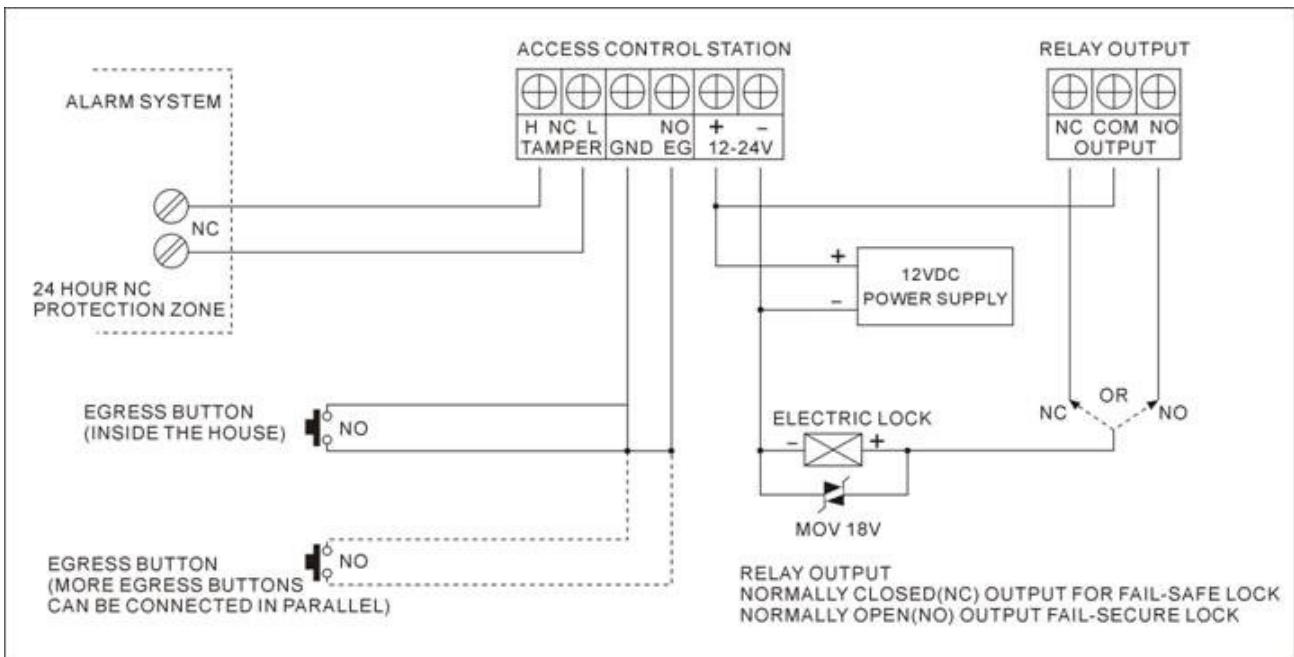 ACCESS CONTROL STATION
RELAY OUTPUT
ALARM SYSTEM
H NC L NO + −
TAMPER GND EG 12-24V
NC COM NO
OUTPUT
NC
24 HOUR NC
PROTECTION ZONE
+
−
12VDC
POWER SUPPLY
EGRESS BUTTON
(INSIDE THE HOUSE)
NO
NC OR NO
ELECTRIC LOCK
− +
MOV 18V
EGRESS BUTTON
(MORE EGRESS BUTTONS
CAN BE CONNECTED IN PARALLEL)
NO
RELAY OUTPUT
NORMALLY CLOSED(NC) OUTPUT FOR FAIL-SAFE LOCK
NORMALLY OPEN(NO) OUTPUT FAIL-SECURE LOCK